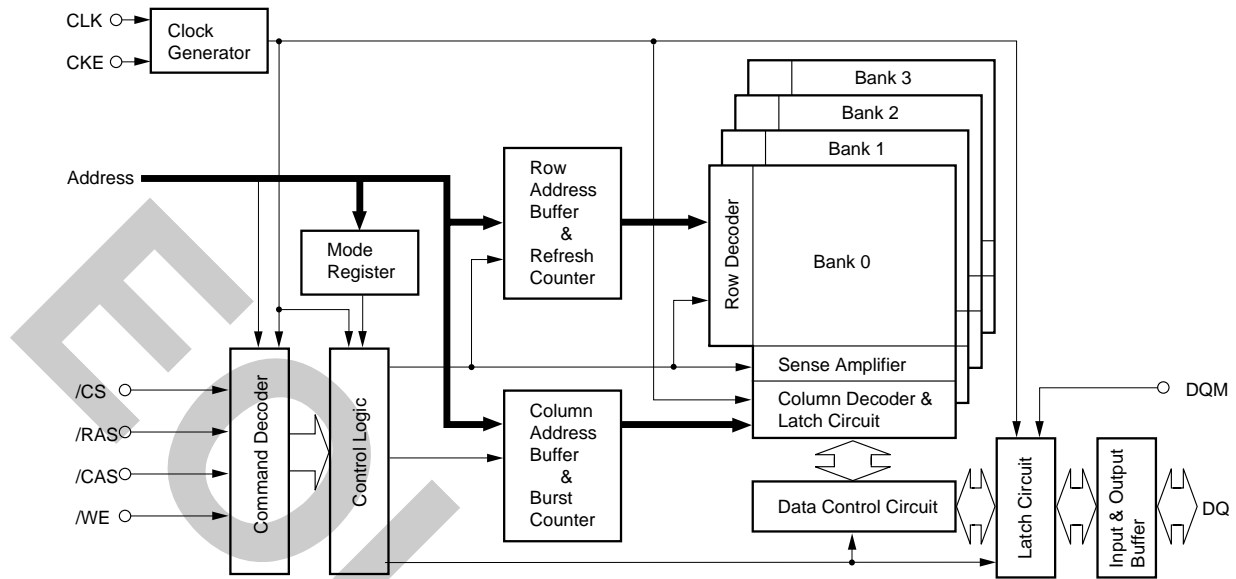 CLK
CKE
Clock
Generator
Bank 3
Bank 2
Bank 1
Address
Row
Address
Buffer
&
Refresh
Counter
Mode
Register
Row Decoder
Bank 0
Sense Amplifier
Column Decoder &
Latch Circuit
/CS
/RAS
/CAS
/WE
Command Decoder
Control Logic
Column
Address
Buffer
&
Burst
Counter
Data Control Circuit
DQM
Latch Circuit
Input & Output
Buffer
DQ
EO